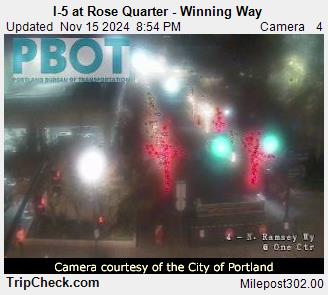 I-5 at Rose Quarter - Winning Way
Updated Nov 15 2024 8:54 PM Camera 4
PBOT
PORTLAND BUREAU OF TRANSPORTATION
4 - N. Ramsey Wy
@ One Ctr
Camera courtesy of the City of Portland
TripCheck.com Milepost302.00